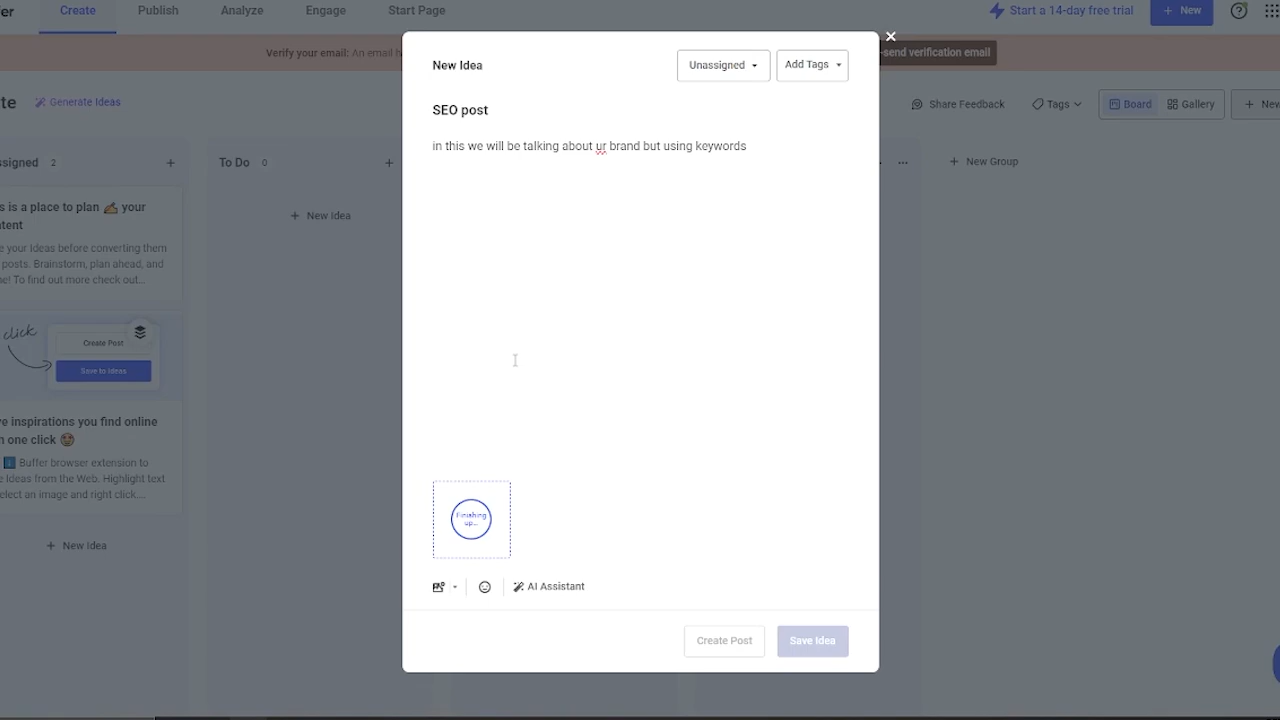 fer
Create
Publish
Analyze
Engage
Start Page
Start a 14-day free trial
New
Verify your email: An email h
-send verification email
te
Generate Ideas
Share Feedback
Tags
Board
Gallery
New
signed 2
To Do 0
New Group
s is a place to plan ✍️ your
tent
e your Ideas before converting them
posts. Brainstorm, plan ahead, and
e! To find out more check out...
New Idea
click
Create Post
Save to Ideas
e inspirations you find online
n one click
Buffer browser extension to
e Ideas from the Web. Highlight text
elect an image and right click....
New Idea
New Idea
Unassigned
Add Tags
SEO post
in this we will be talking about ur brand but using keywords
Finishing
up...
AI Assistant
Create Post
Save Idea